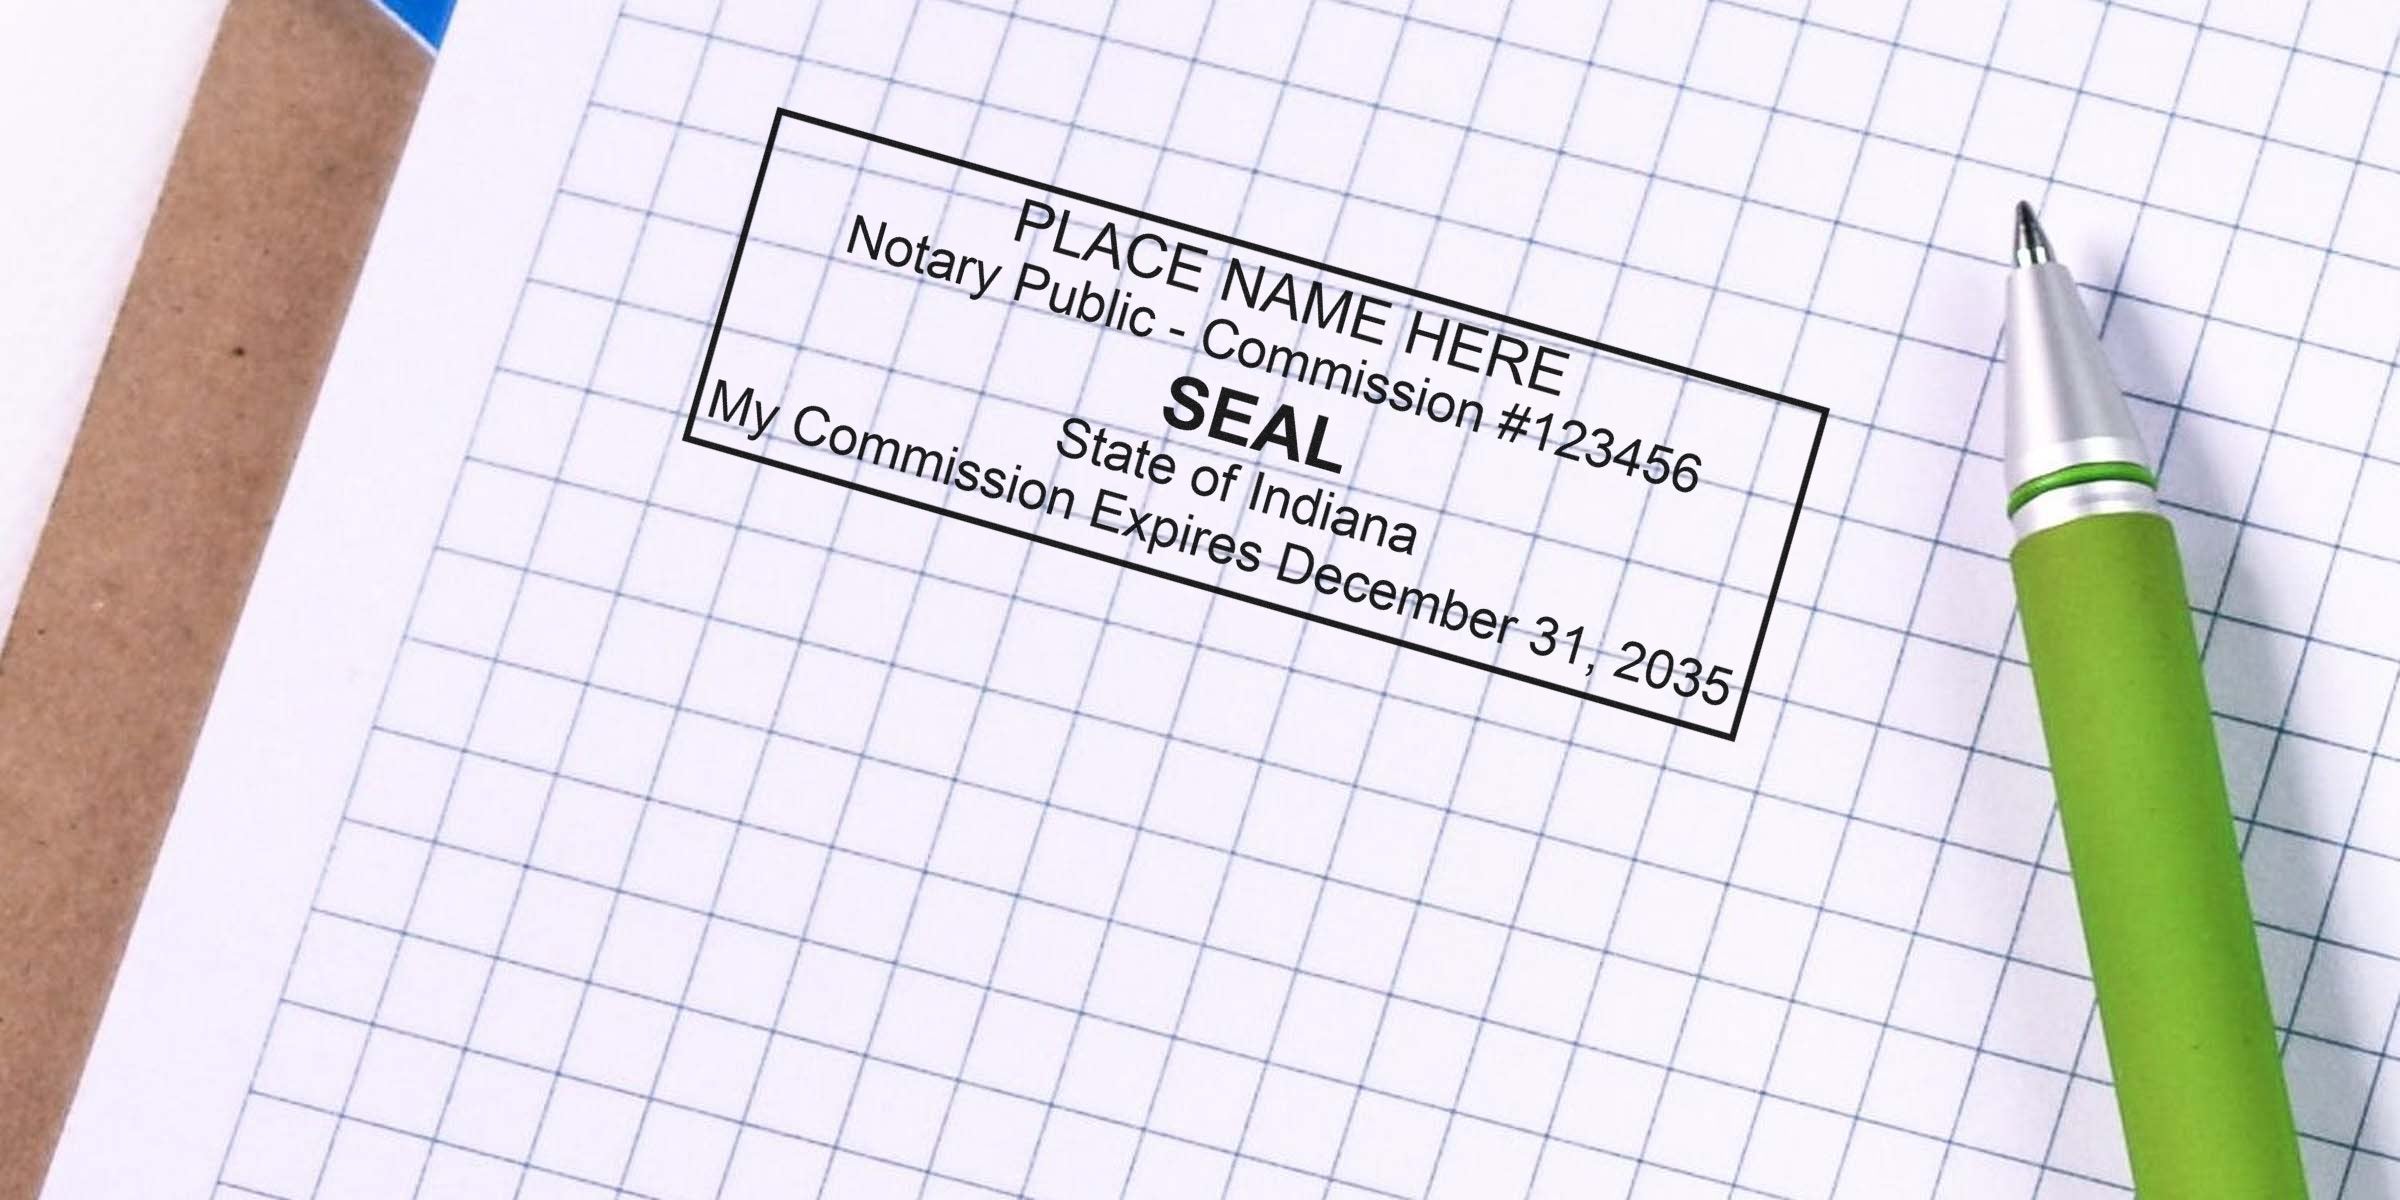 PLACE NAME HERE
Notary Public - Commission #123456
SEAL
State of Indiana
My Commission Expires December 31, 2035